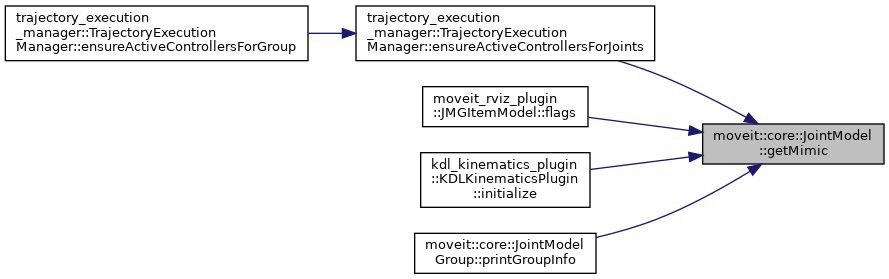 trajectory_execution
_manager::TrajectoryExecution
Manager::ensureActiveControllersForGroup
trajectory_execution
_manager::TrajectoryExecution
Manager::ensureActiveControllersForJoints
moveit_rviz_plugin
::JMGItemModel::flags
kdl_kinematics_plugin
::KDLKinematicsPlugin
::initialize
moveit::core::JointModel
Group::printGroupInfo
moveit::core::JointModel
::getMimic